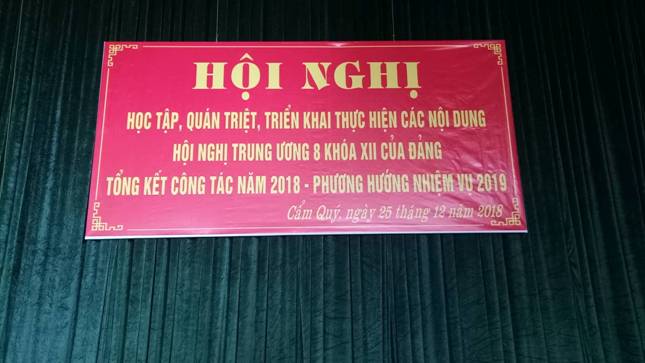 HỘI NGHỊ
HỌC TẬP, QUÁN TRIỆT, TRIỂN KHAI THỰC HIỆN CÁC NỘI DUNG
HỘI NGHỊ TRUNG ƯƠNG 8 KHÓA XII CỦA ĐẢNG
TỔNG KẾT CÔNG TÁC NĂM 2018 - PHƯƠNG HƯỚNG NHIỆM VỤ 2019
Cẩm Quý, ngày 25 tháng 12 năm 2018